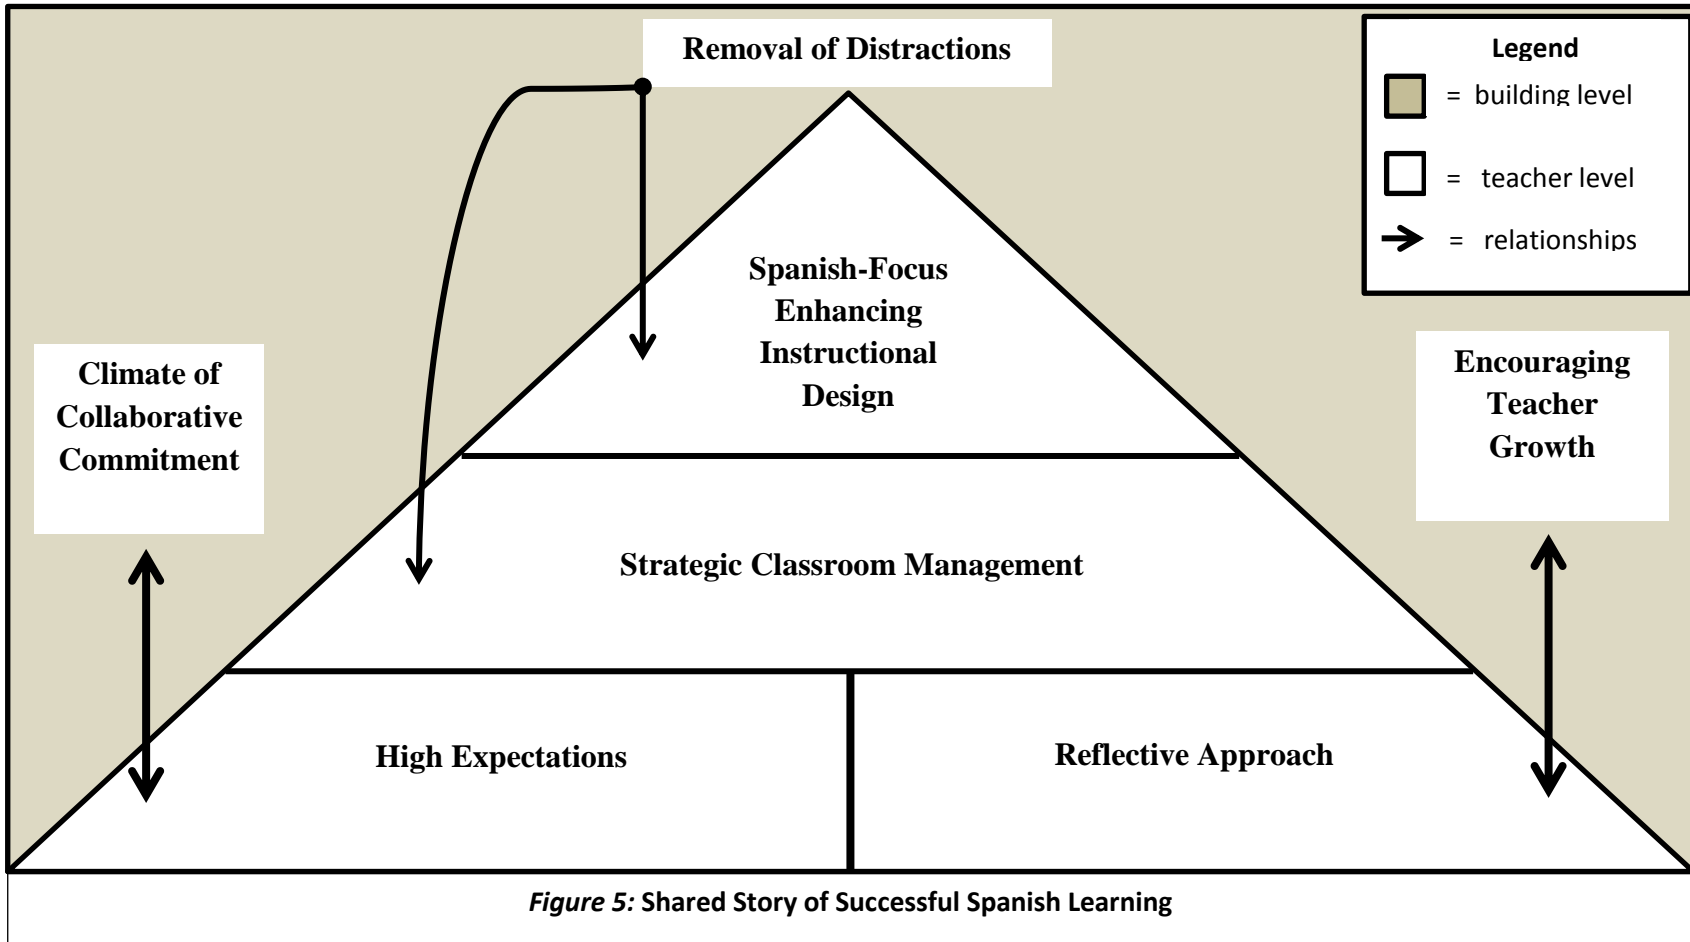 Removal of Distractions
Legend
= building level
= teacher level
= relationships
Spanish-Focus
Enhancing
Instructional
Design
Climate of
Collaborative
Commitment
Encouraging
Teacher
Growth
Strategic Classroom Management
High Expectations
Reflective Approach
Figure 5: Shared Story of Successful Spanish Learning